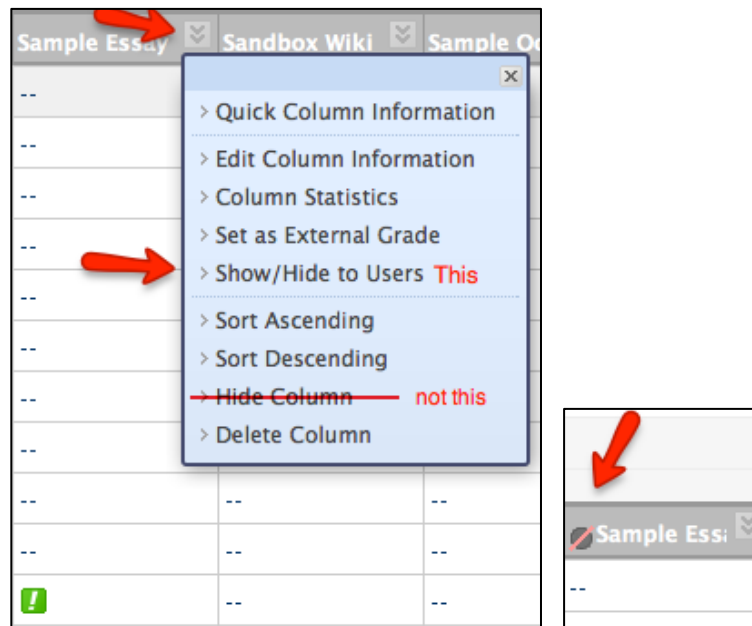 Sample Essay Sandbox Wiki Sample
--
Quick Column Information
--
Edit Column Information
--
Column Statistics
--
Set as External Grade
--
Show/Hide to Users This
--
Sort Ascending
--
Sort Descending
--
Hide Column not this
--
Delete Column
-- -- --
-- -- --
! -- --
Sample Ess
--